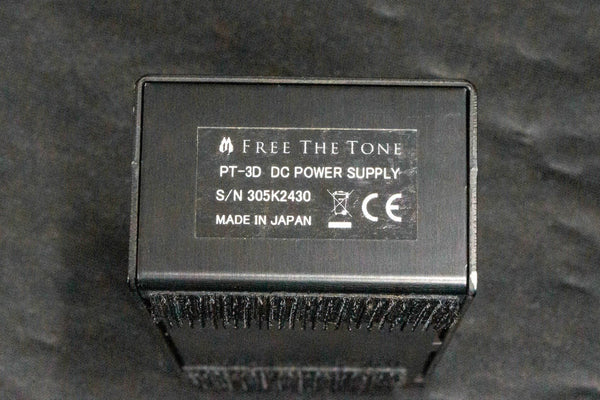 FREE THE TONE
PT-3D DC POWER SUPPLY
S/N 305K2430
MADE IN JAPAN
CE